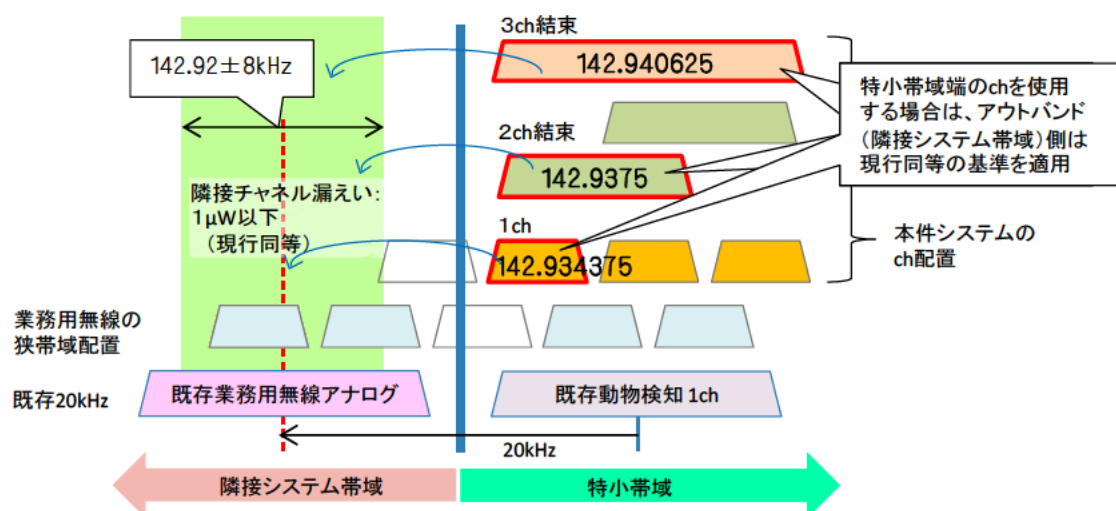 3ch結束
142.92±8kHz
142.940625
特小帯域端のchを使用
する場合は、アウトバンド
(隣接システム帯域)側は
現行同等の基準を適用
2ch結束
142.9375
隣接チャネル漏えい:
1μW以下
(現行同等)
1ch
142.934375
本件システムの
ch配置
業務用無線の
狭帯域配置
既存20kHz
既存業務用無線アナログ
既存動物検知 1ch
20kHz
隣接システム帯域
特小帯域